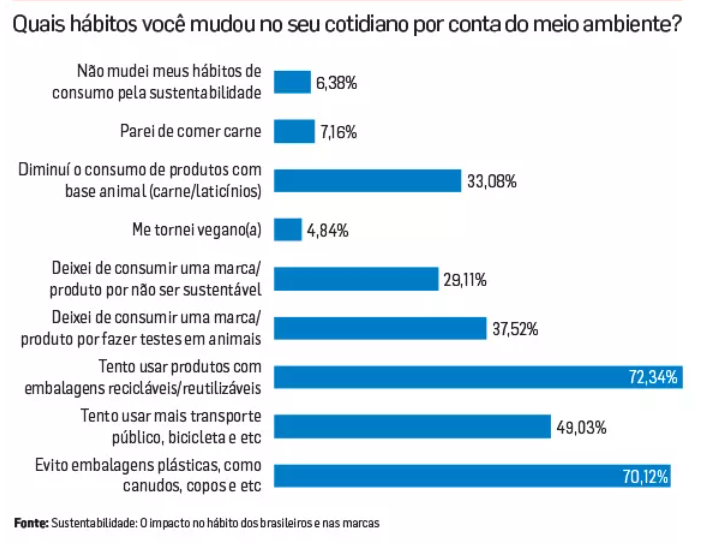 Quais hábitos você mudou no seu cotidiano por conta do meio ambiente?
Não mudei meus hábitos de
consumo pela sustentabilidade
6,38%
Parei de comer carne
7,16%
Diminuí o consumo de produtos com
base animal (carne/laticínios)
33,08%
Me tornei vegano(a)
4,84%
Deixei de consumir uma marca/
produto por não ser sustentável
29,11%
Deixei de consumir uma marca/
produto por fazer testes em animais
37,52%
Tento usar produtos com
embalagens recicláveis/reutilizáveis
72,34%
Tento usar mais transporte
público, bicicleta e etc
49,03%
Evito embalagens plásticas, como
canudos, copos e etc
70,12%
Fonte: Sustentabilidade: O impacto no hábito dos brasileiros e nas marcas